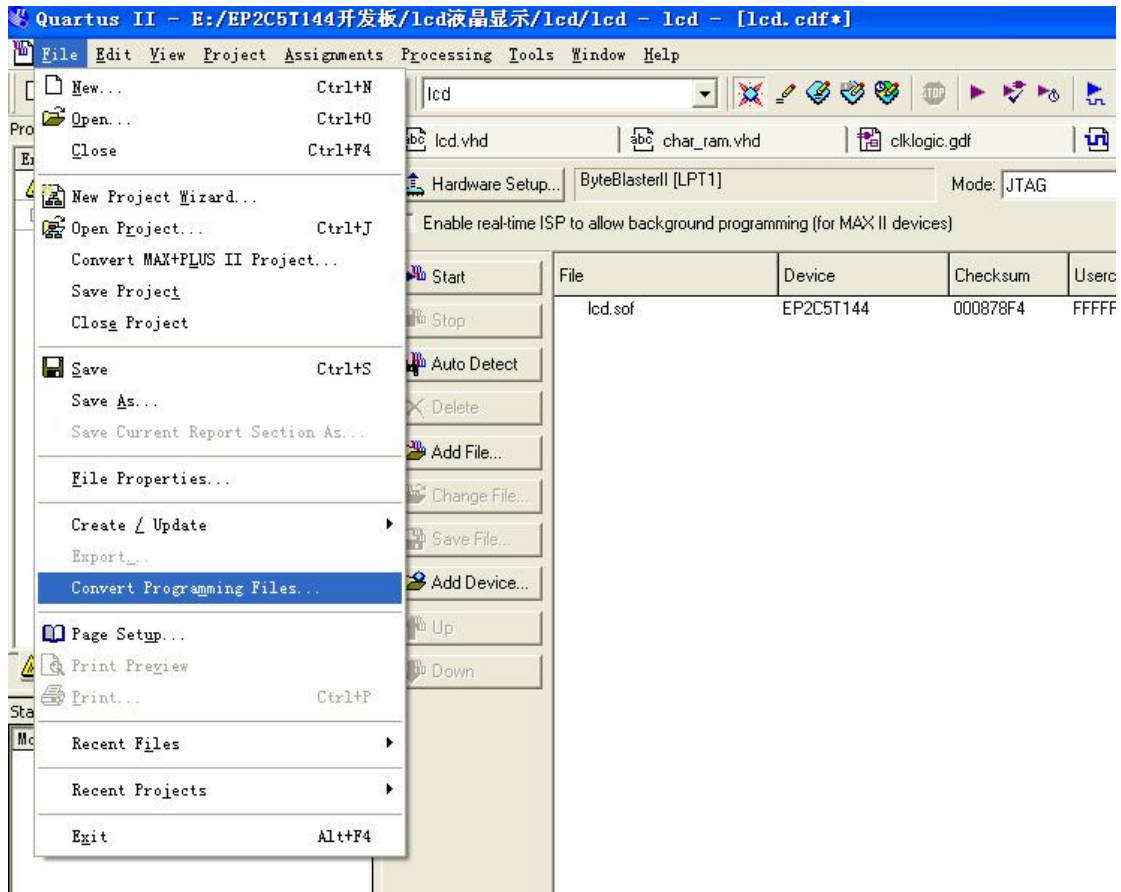 Quartus II - E:/EP2C5T144开发板/lcd液晶显示/lcd/lcd - lcd - [lcd.cdf*]
File Edit View Project Assignments Processing Tools Window Help
New... Ctrl+N
Open... Ctrl+O
Close Ctrl+F4
New Project Wizard...
Open Project... Ctrl+J
Convert MAX+PLUS II Project...
Save Project
Close Project
Save Ctrl+S
Save As...
Save Current Report Section As...
File Properties...
Create / Update
Export...
Convert Programming Files...
Page Setup...
Print Preview
Print... Ctrl+P
Recent Files
Recent Projects
Exit Alt+F4
lcd
STOP
abc lcd.vhd abc char_ram.vhd clklogic.gdf
Hardware Setup... ByteBlasterII [LPT1] Mode: JTAG
Enable real-time ISP to allow background programming (for MAX II devices)
Start
Stop
Auto Detect
Delete
Add File...
Change File...
Save File...
Add Device...
Up
Down
File Device Checksum Userc
lcd.sof EP2C5T144 000878F4 FFFFF
Pro
Sta